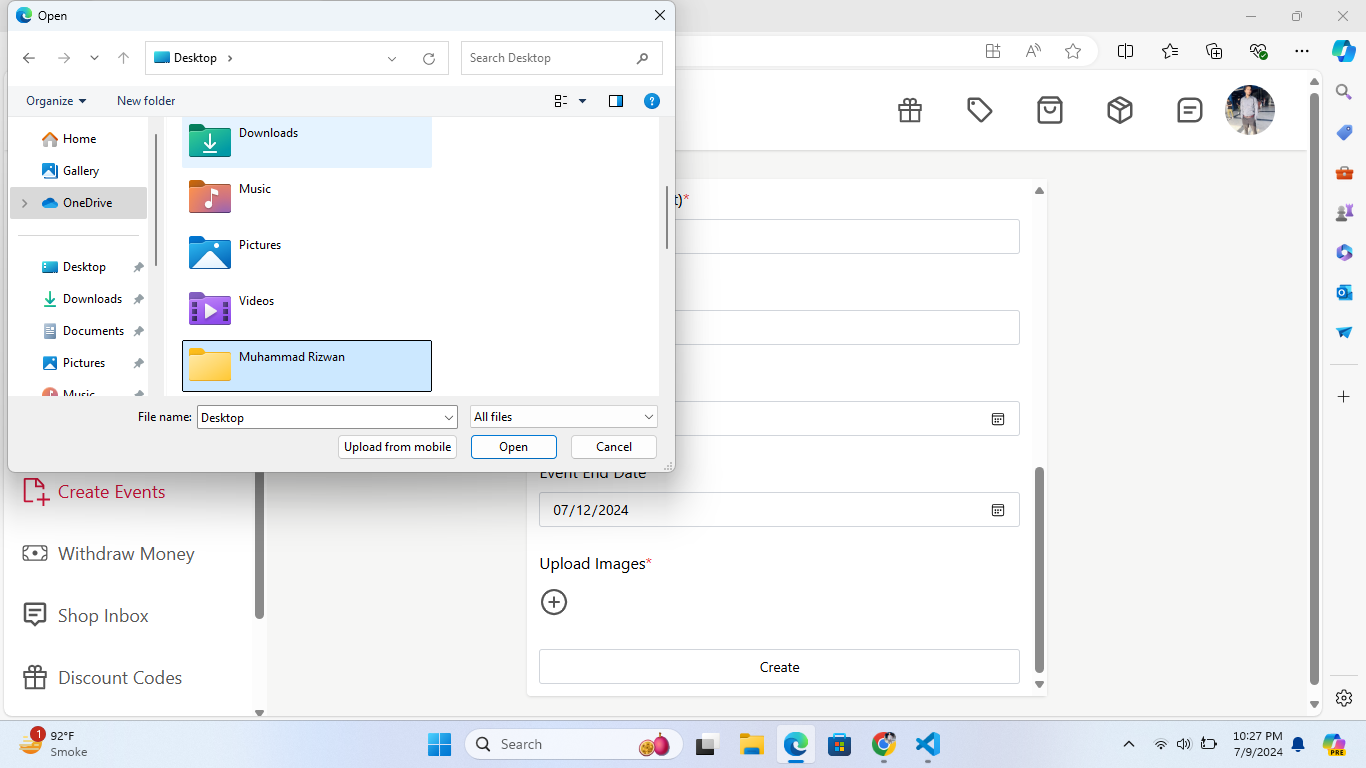 Open
Desktop
Search Desktop
Organize
New folder
Home
Gallery
OneDrive
Desktop
Downloads
Documents
Pictures
Music
Downloads
Music
Pictures
Videos
Muhammad Rizwan
File name:
Desktop
All files
Upload from mobile
Open
Cancel
t)*
Event End Date
07/12/2024
Upload Images*
Create
Create Events
Withdraw Money
Shop Inbox
Discount Codes
1
92°F
Smoke
Search
PRE
10:27 PM
7/9/2024